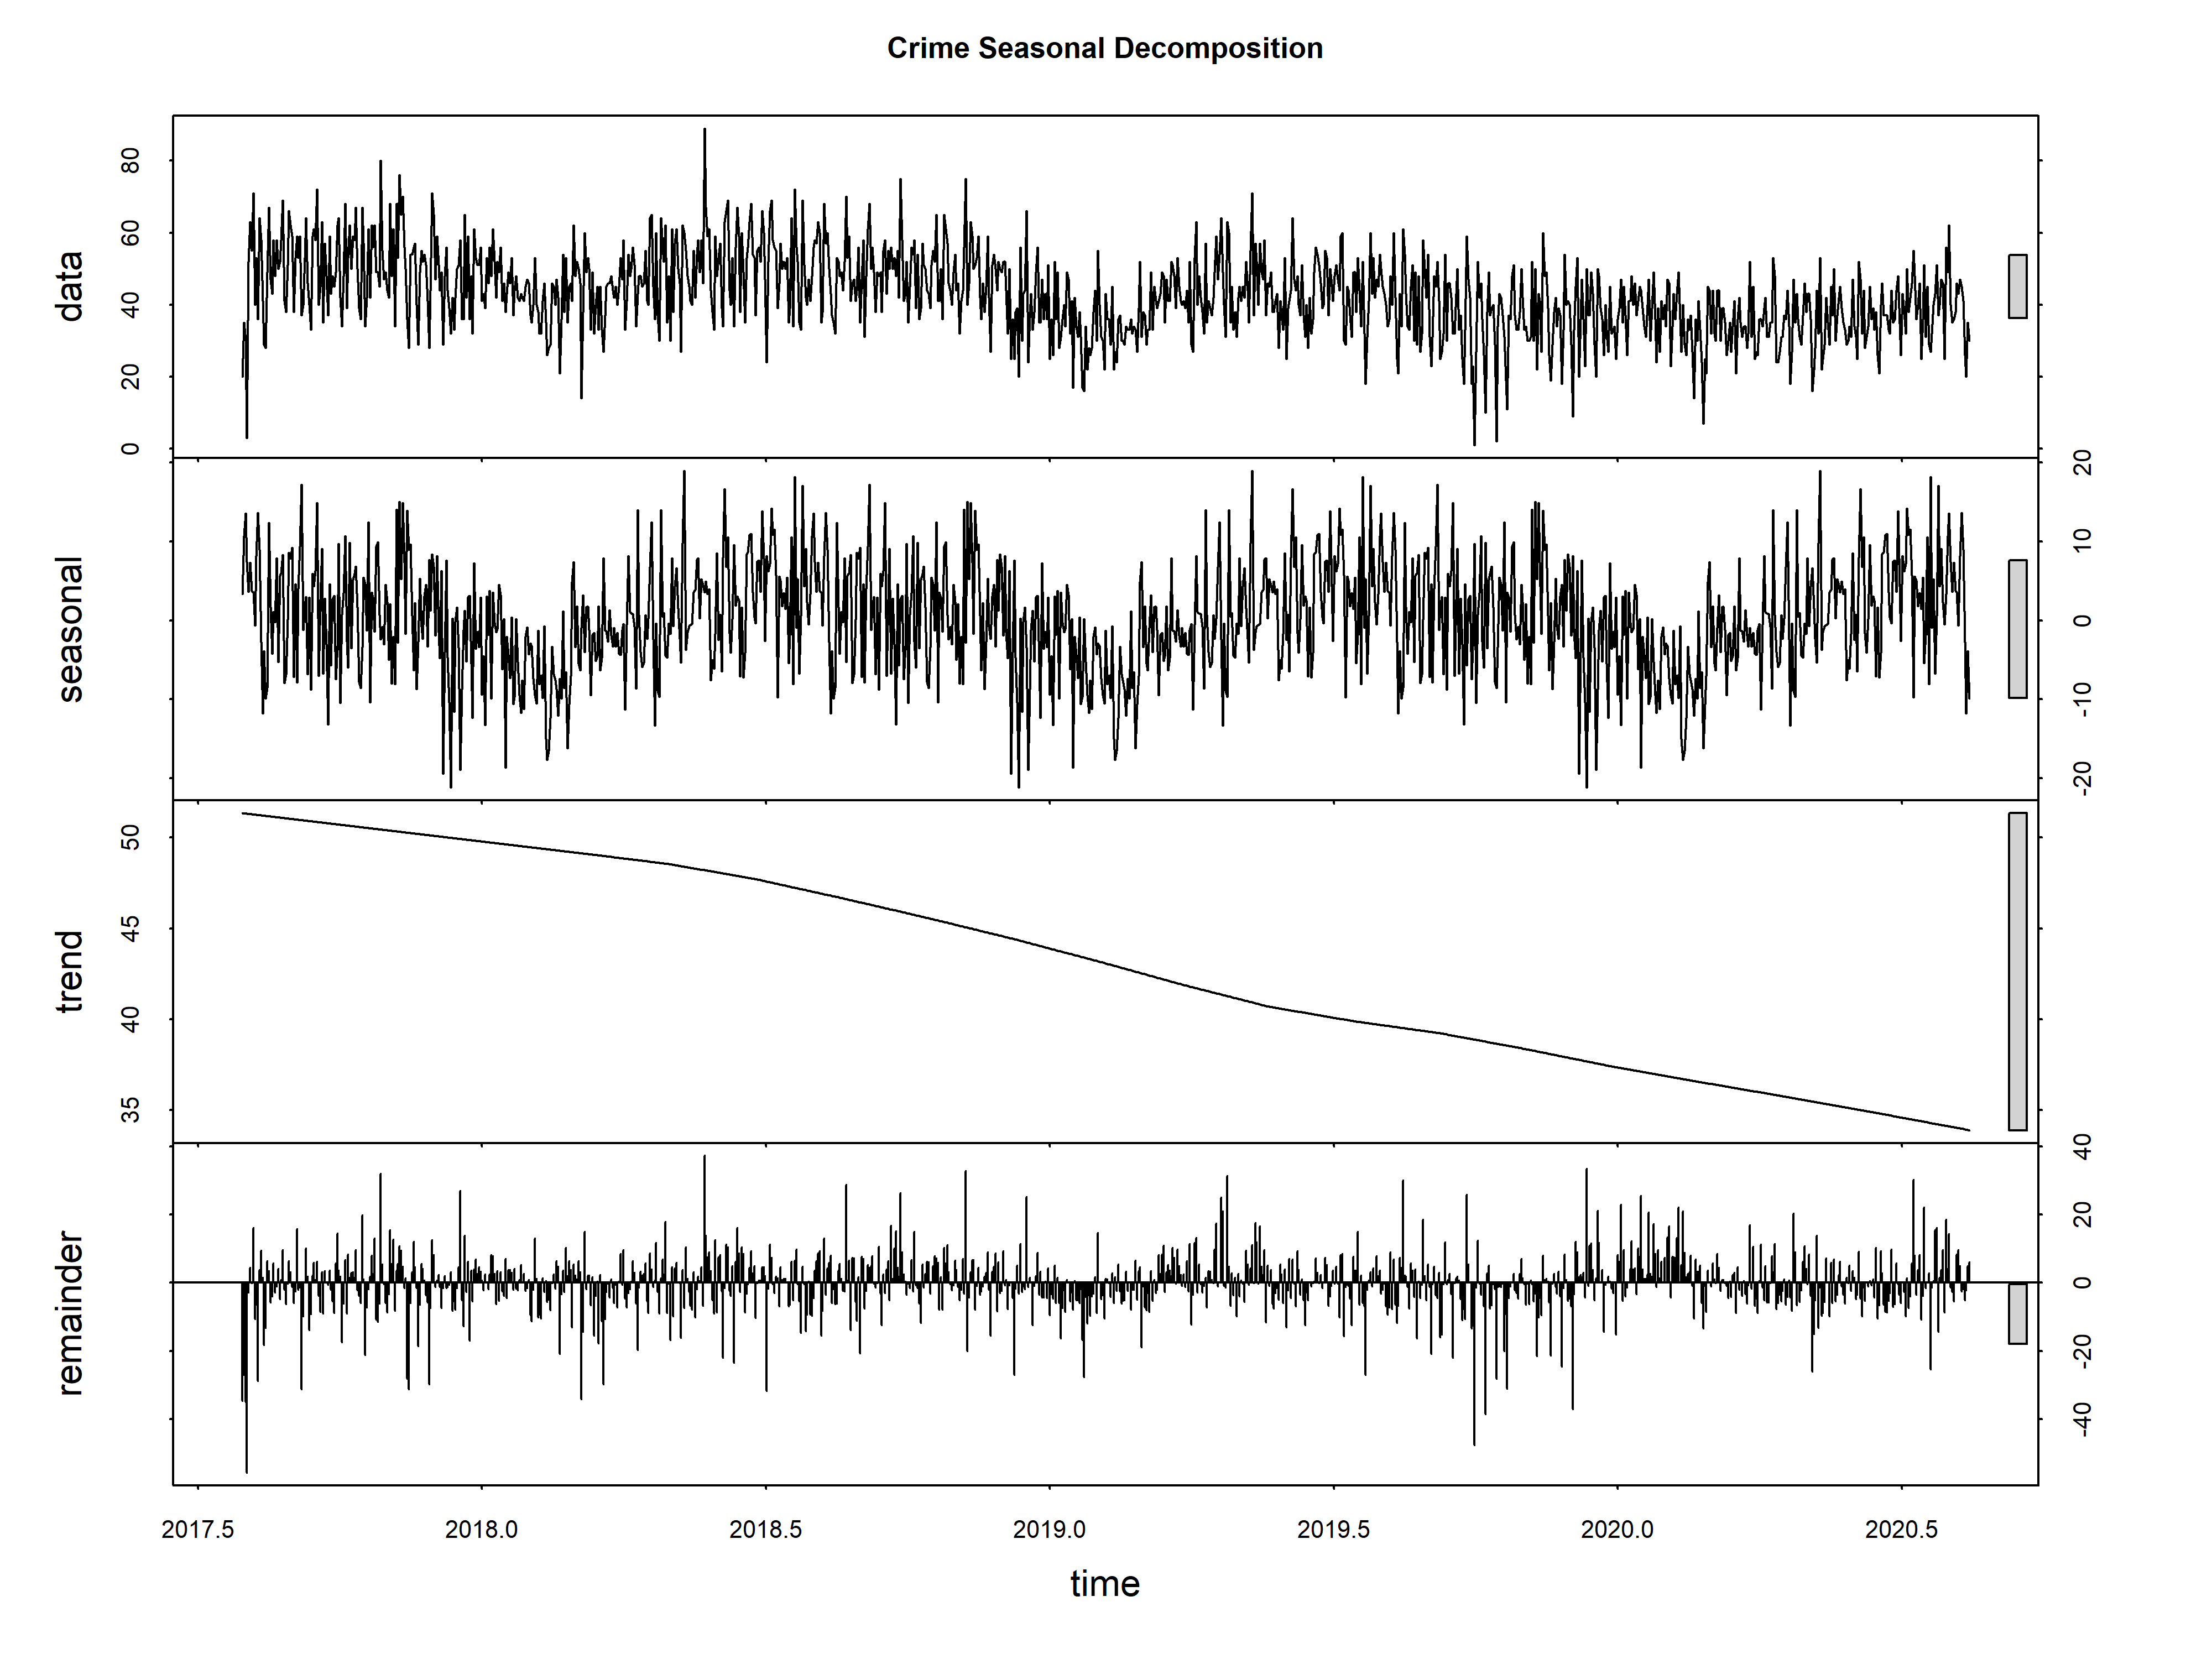 Crime Seasonal Decomposition
data
0 20 40 60 80
seasonal
-20 -10 0 10 20
trend
35 40 45 50
remainder
-40 -20 0 20 40
2017.5 2018.0 2018.5 2019.0 2019.5 2020.0 2020.5
time